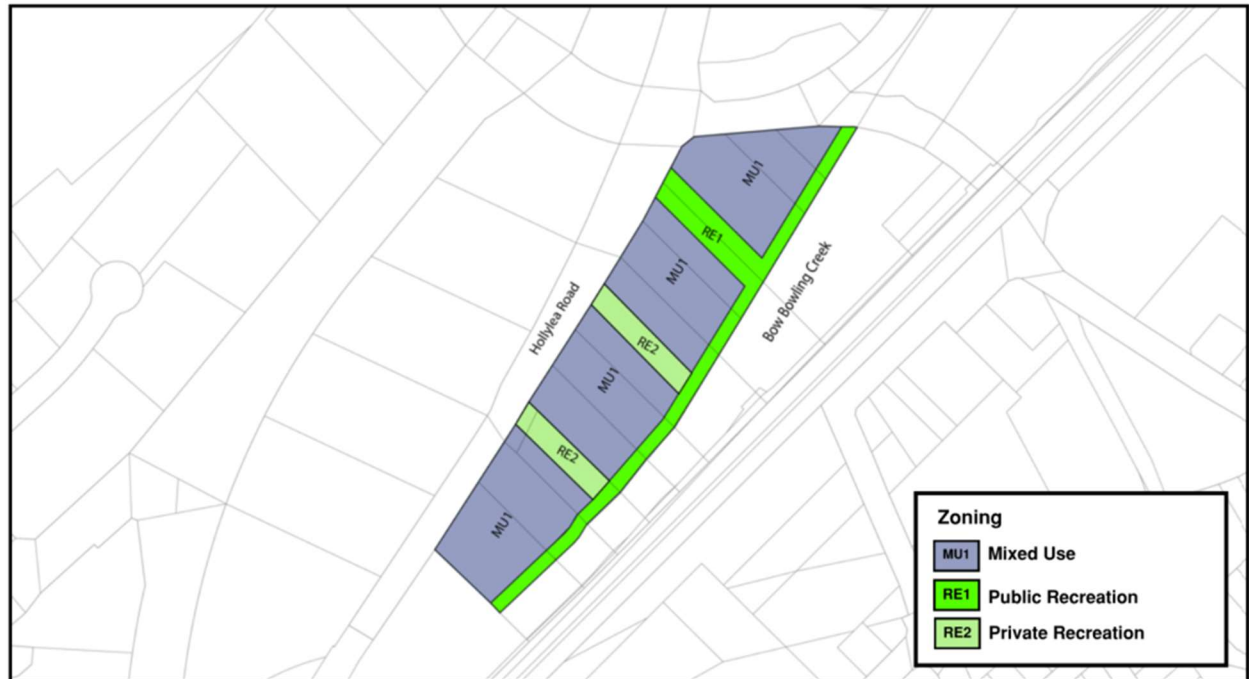 MU1
RE1
MU1
Hollylea Road
Bow Bowling Creek
RE2
MU1
RE2
MU1
Zoning
MU1 Mixed Use
RE1 Public Recreation
RE2 Private Recreation